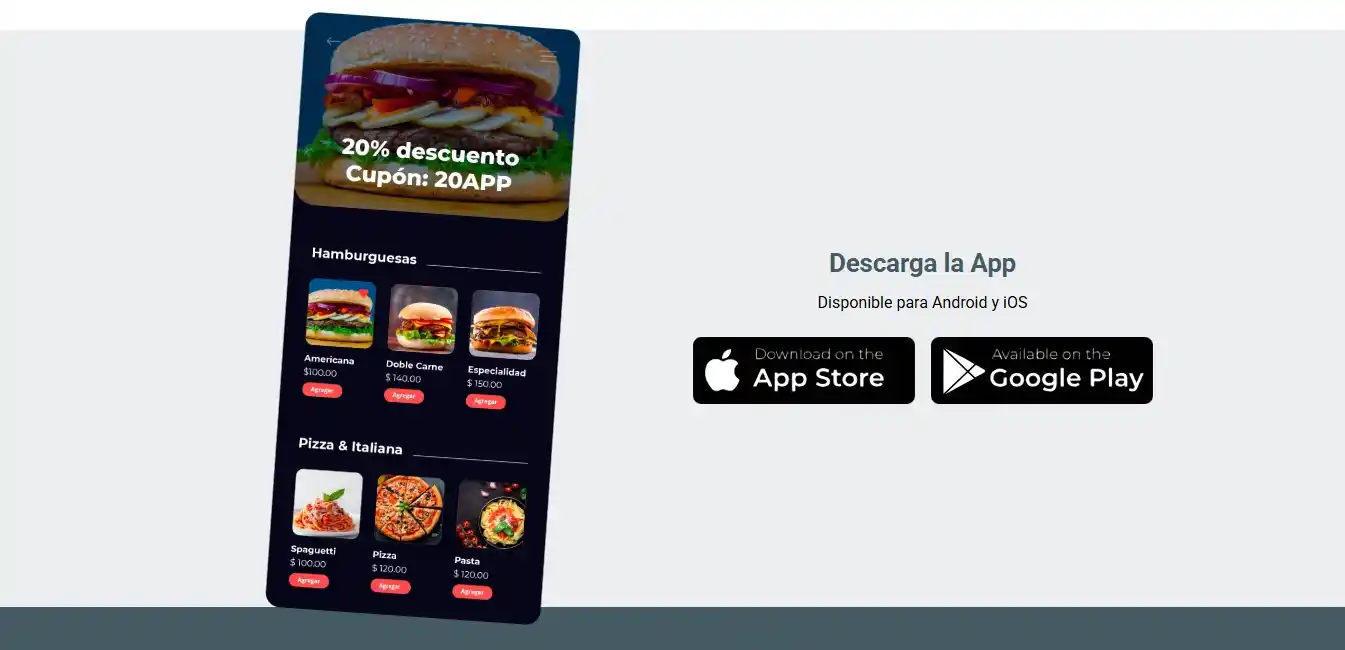 20% descuento
Cupón: 20APP
Hamburguesas
Americana
$100.00
Agregar
Doble Carne
$ 140.00
Agregar
Especialidad
$ 150.00
Agregar
Pizza & Italiana
Spaguetti
$ 100.00
Agregar
Pizza
$ 120.00
Agregar
Pasta
$ 120.00
Agregar
Descarga la App
Disponible para Android y iOS
Download on the
App Store
Available on the
Google Play